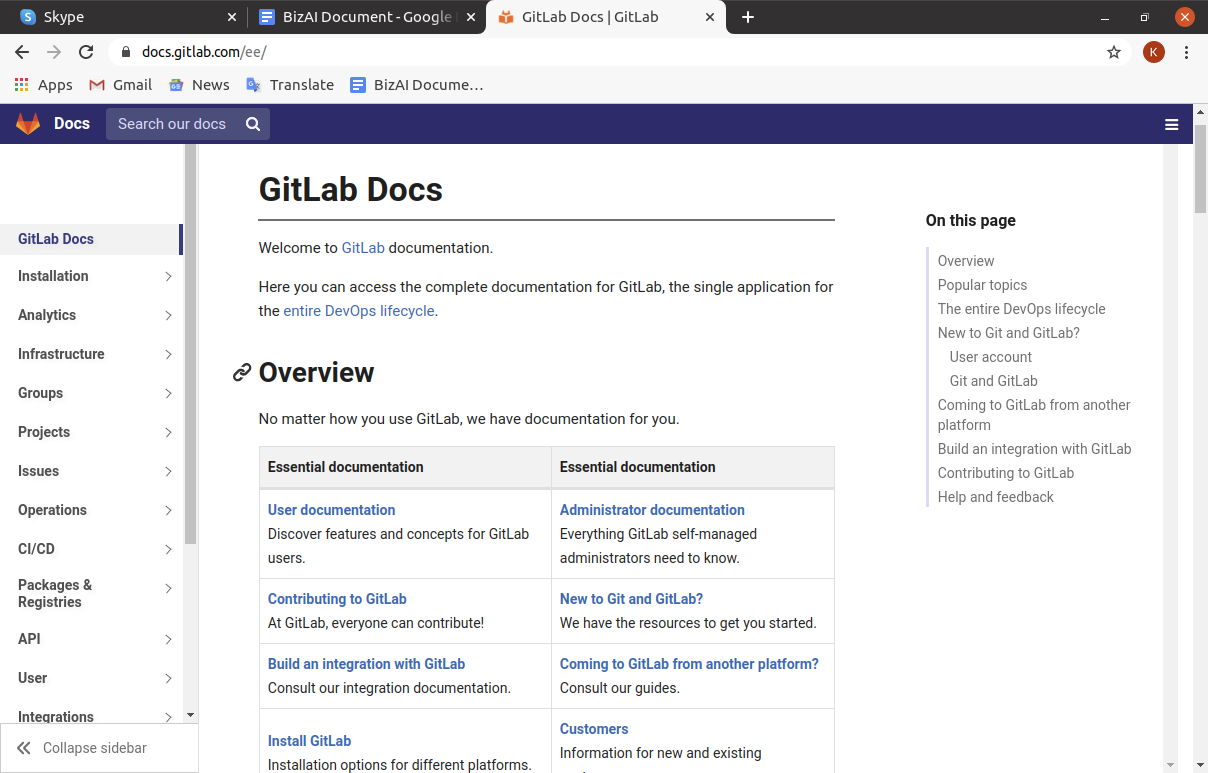 Skype
BizAI Document - Google
GitLab Docs | GitLab
docs.gitlab.com/ee/
K
Apps
Gmail
News
Translate
BizAI Docume…
Docs
Search our docs
GitLab Docs
Installation
Analytics
Infrastructure
Groups
Projects
Issues
Operations
CI/CD
Packages &
Registries
API
User
Integrations
Collapse sidebar
GitLab Docs
Welcome to GitLab documentation.
Here you can access the complete documentation for GitLab, the single application for
the entire DevOps lifecycle.
Overview
No matter how you use GitLab, we have documentation for you.
Essential documentation
Essential documentation
User documentation
Discover features and concepts for GitLab
users.
Administrator documentation
Everything GitLab self-managed
administrators need to know.
Contributing to GitLab
At GitLab, everyone can contribute!
New to Git and GitLab?
We have the resources to get you started.
Build an integration with GitLab
Consult our integration documentation.
Coming to GitLab from another platform?
Consult our guides.
Install GitLab
Installation options for different platforms.
Customers
Information for new and existing
On this page
Overview
Popular topics
The entire DevOps lifecycle
New to Git and GitLab?
User account
Git and GitLab
Coming to GitLab from another
platform
Build an integration with GitLab
Contributing to GitLab
Help and feedback